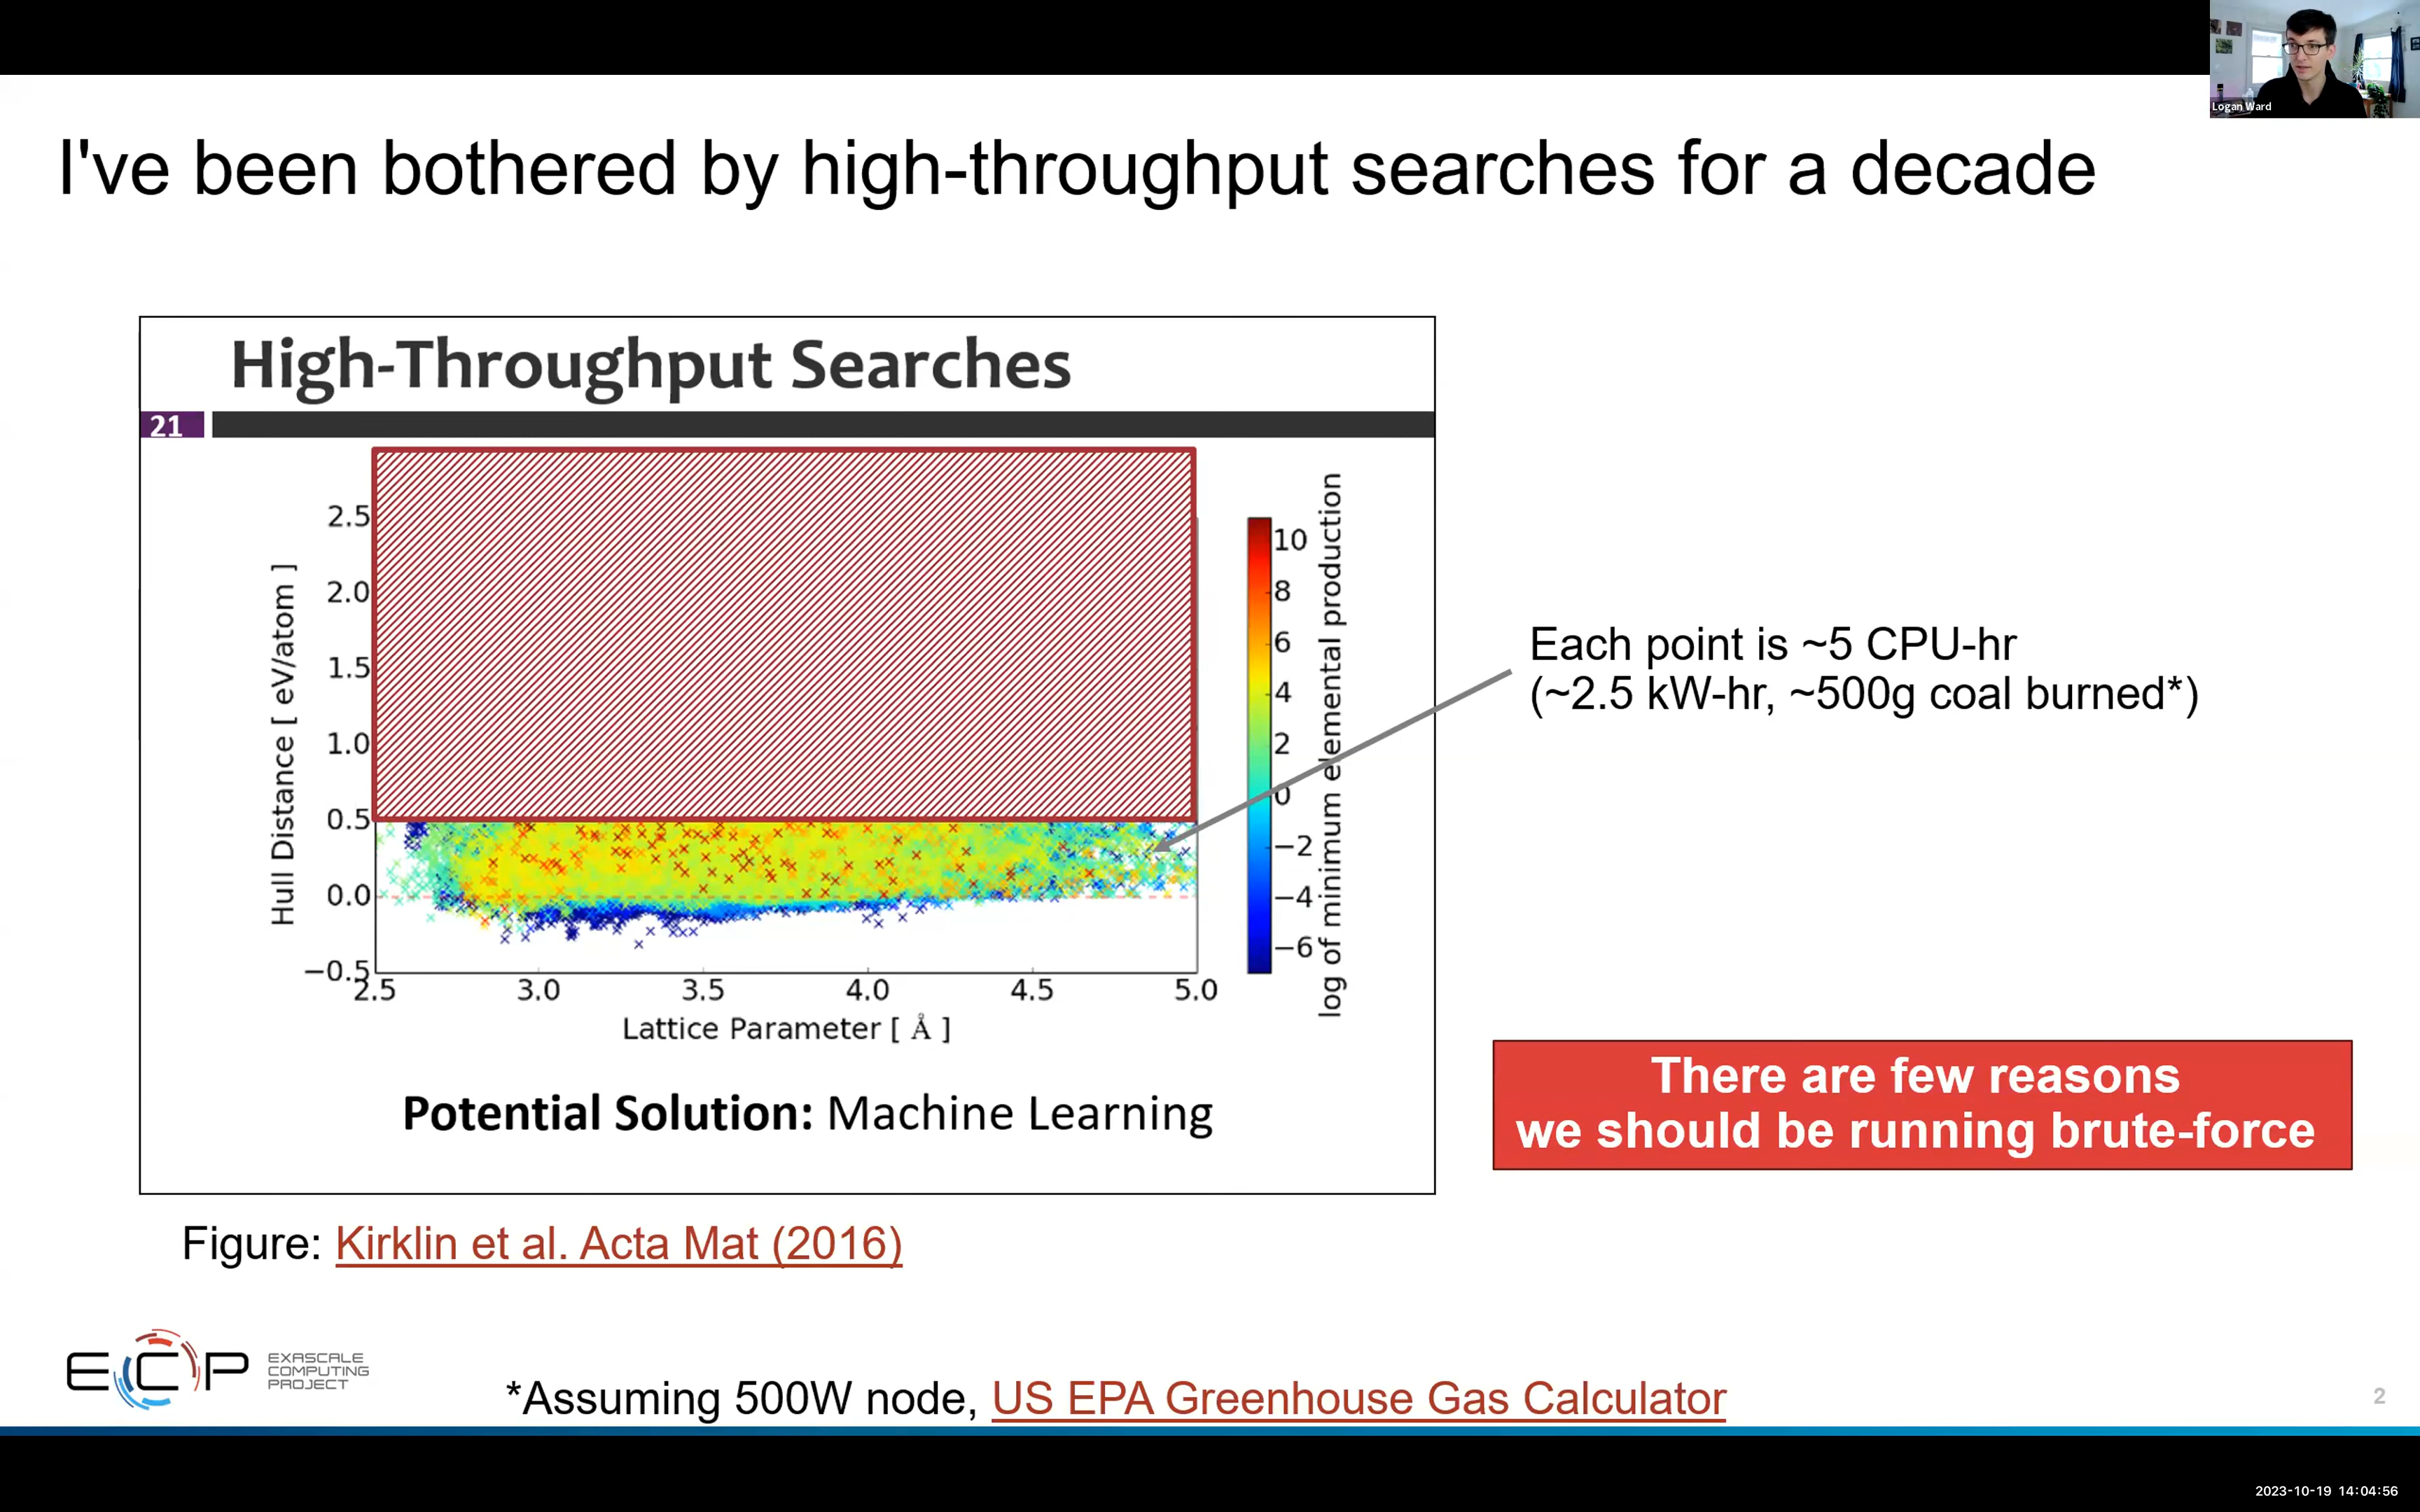 Logan Ward
I've been bothered by high-throughput searches for a decade
High-Throughput Searches
21
2.5
2.0
1.5
1.0
0.5
0.0
−0.5
Hull Distance [ eV/atom ]
2.5
3.0
3.5
4.0
4.5
5.0
Lattice Parameter [ Å ]
10
8
6
4
2
0
−2
−4
−6
log of minimum elemental production
Potential Solution: Machine Learning
Each point is ~5 CPU-hr
(~2.5 kW-hr, ~500g coal burned*)
There are few reasons
we should be running brute-force
Figure: Kirklin et al. Acta Mat (2016)
ECP
EXASCALE
COMPUTING
PROJECT
*Assuming 500W node, US EPA Greenhouse Gas Calculator
2
2023-10-19 14:04:56